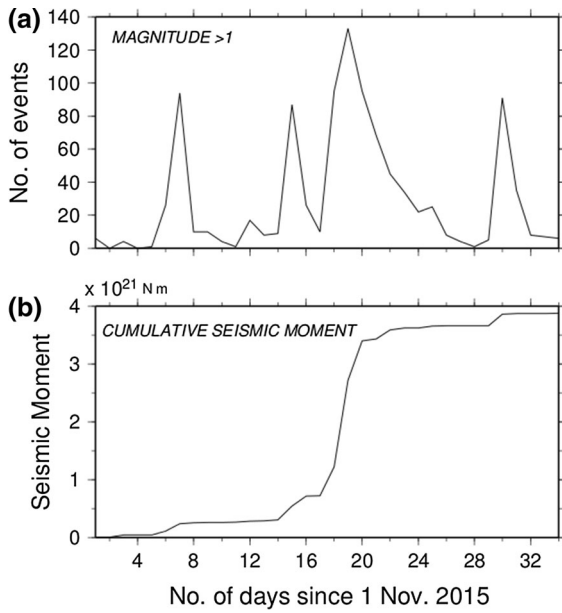 (a)
MAGNITUDE >1
No. of events
140
120
100
80
60
40
20
0
(b)
x 10²¹ N m
CUMULATIVE SEISMIC MOMENT
Seismic Moment
4
3
2
1
0
4 8 12 16 20 24 28 32
No. of days since 1 Nov. 2015